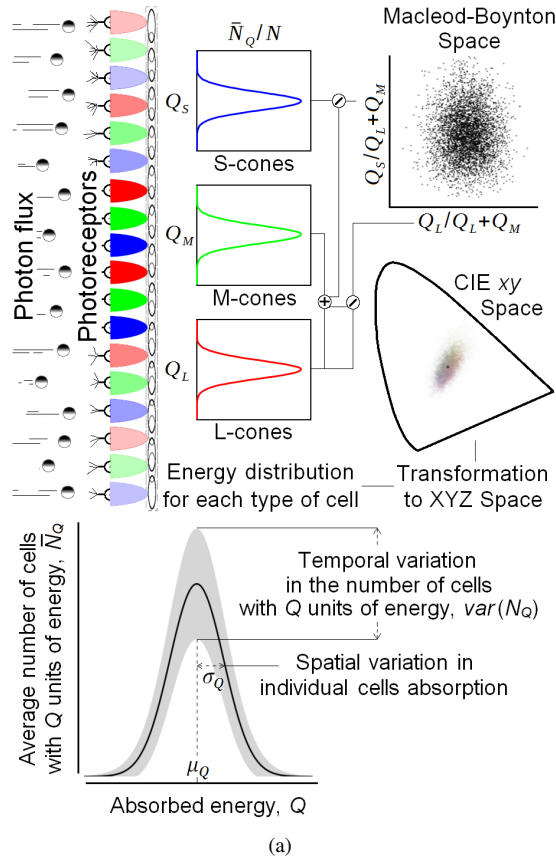 Photon flux
Photoreceptors
N̄_Q/N
Q_S
S-cones
Q_M
M-cones
Q_L
L-cones
Macleod-Boynton
Space
Q_S/Q_L+Q_M
Q_L/Q_L+Q_M
CIE xy
Space
Energy distribution
for each type of cell
Transformation
to XYZ Space
Average number of cells
with Q units of energy, N̄_Q
Temporal variation
in the number of cells
with Q units of energy, var(N_Q)
Spatial variation in
individual cells absorption
σ_Q
μ_Q
Absorbed energy, Q
(a)